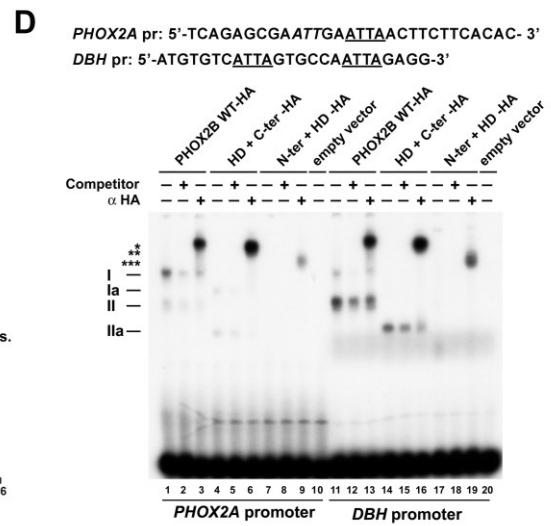 D
PHOX2A pr: 5’-TCAGAGCGAATTGAATTAACTTCTTCACAC- 3’
DBH pr: 5’-ATGTGTCATTAGTGCCAATTAGAGG-3’
PHOX2B WT-HA HD + C-ter -HA N-ter + HD -HA empty vector PHOX2B WT-HA HD + C-ter -HA N-ter + HD -HA empty vector
Competitor – + – – + – – + – – – + – – + – – + – –
α HA – – + – – + – – + – – – + – – + – – + –
*
**
***
I
Ia
II
IIa
s.
6
1 2 3 4 5 6 7 8 9 10 11 12 13 14 15 16 17 18 19 20
PHOX2A promoter DBH promoter